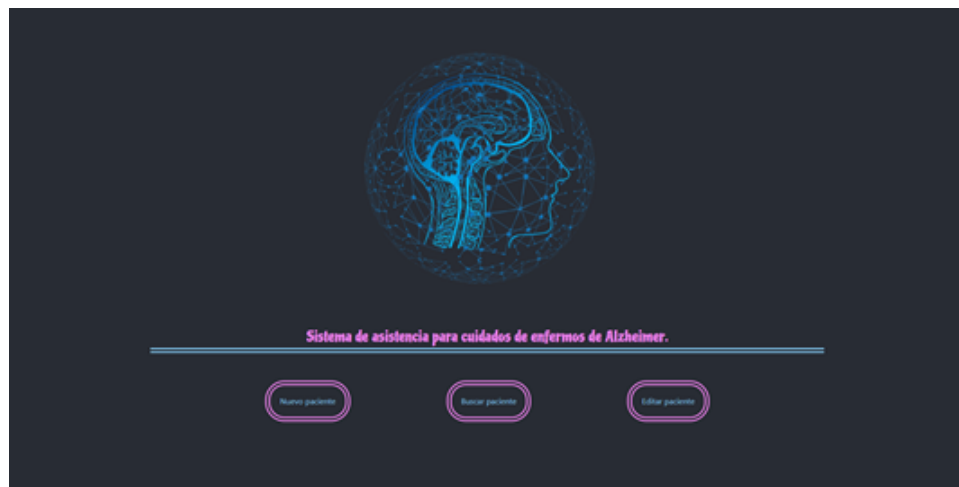 Sistema de asistencia para cuidados de enfermos de Alzheimer.
Nuevo paciente
Buscar paciente
Editar paciente